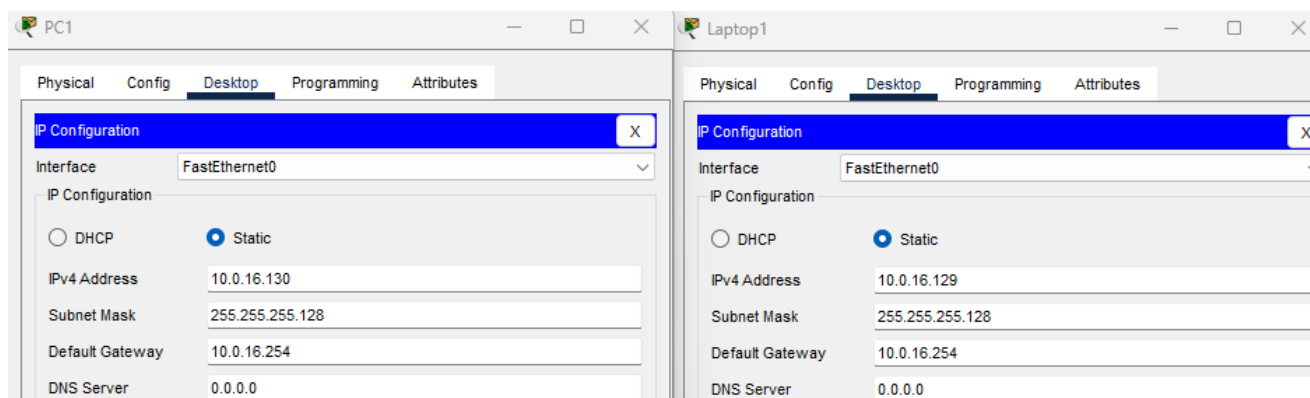 PC1
Physical Config Desktop Programming Attributes
IP Configuration X
Interface FastEthernet0
IP Configuration
DHCP Static
IPv4 Address 10.0.16.130
Subnet Mask 255.255.255.128
Default Gateway 10.0.16.254
DNS Server 0.0.0.0
Laptop1
Physical Config Desktop Programming Attributes
IP Configuration X
Interface FastEthernet0
IP Configuration
DHCP Static
IPv4 Address 10.0.16.129
Subnet Mask 255.255.255.128
Default Gateway 10.0.16.254
DNS Server 0.0.0.0